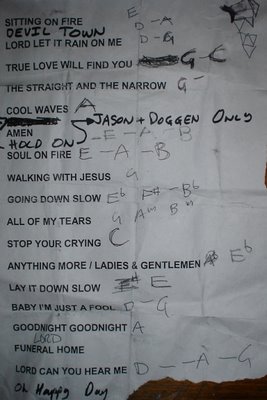 SITTING ON FIRE E
DEVIL TOWN D - A
LORD LET IT RAIN ON ME D - G
TRUE LOVE WILL FIND YOU G - C
THE STRAIGHT AND THE NARROW G
COOL WAVES A
JASON + DOGGEN ONLY
AMEN E - A - B
HOLD ON
SOUL ON FIRE E - A - B
WALKING WITH JESUS G
GOING DOWN SLOW Eb F# - Bb
ALL OF MY TEARS G Am Bm
STOP YOUR CRYING C
ANYTHING MORE / LADIES & GENTLEMEN Eb
LAY IT DOWN SLOW E
BABY I'M JUST A FOOL D - G
GOODNIGHT GOODNIGHT A
LORD
FUNERAL HOME
LORD CAN YOU HEAR ME D - A - G
Oh Happy Day